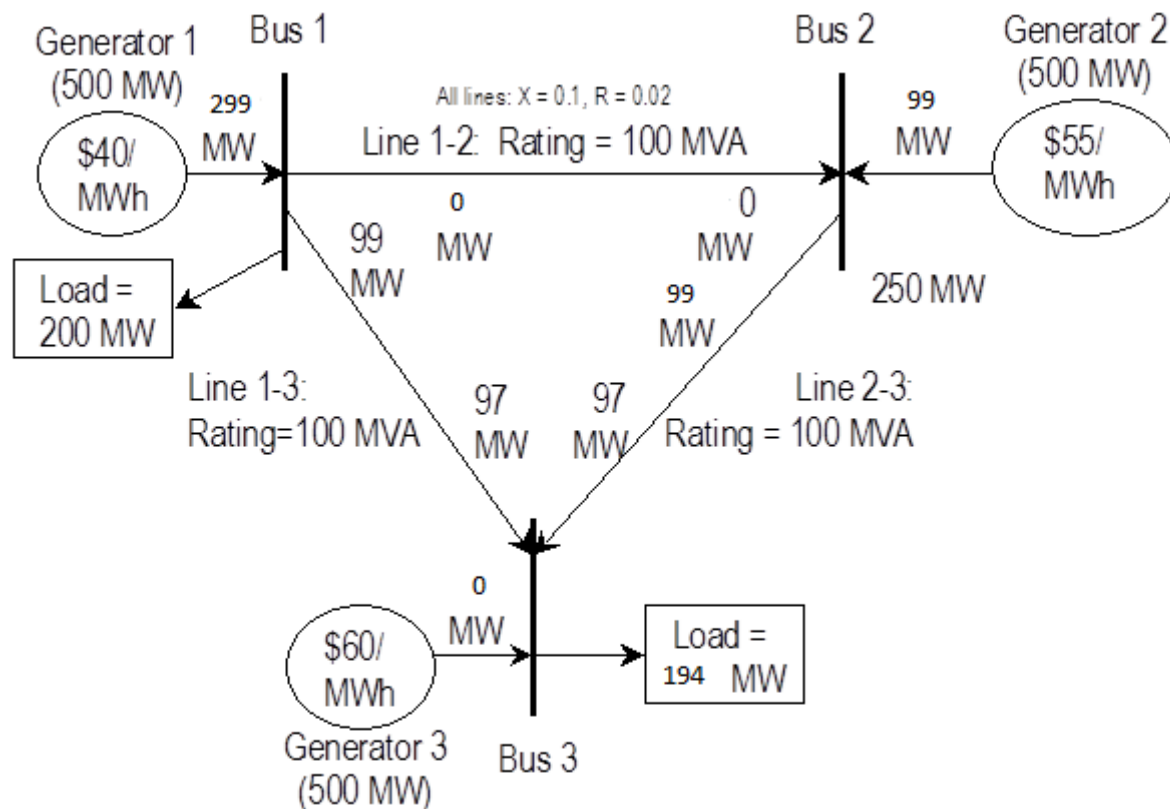 Generator 1
(500 MW)
$40/
MWh
299
MW
Bus 1
Load =
200 MW
All lines: X = 0.1, R = 0.02
Line 1-2: Rating = 100 MVA
0
MW
0
MW
Bus 2
99
MW
Generator 2
(500 MW)
$55/
MWh
250 MW
99
MW
99
MW
Line 1-3:
Rating=100 MVA
97
MW
97
MW
Line 2-3:
Rating = 100 MVA
0
MW
$60/
MWh
Generator 3
(500 MW)
Bus 3
Load =
194 MW